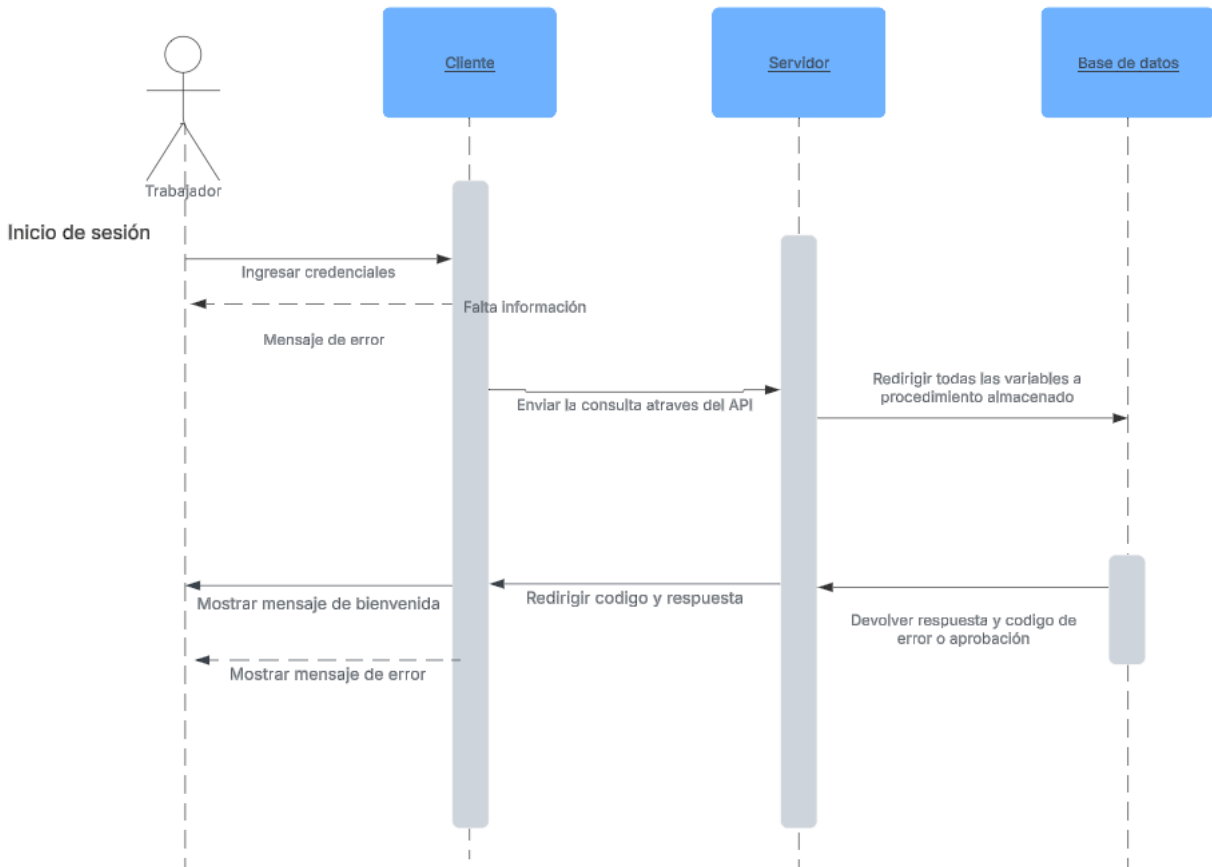 Cliente
Servidor
Base de datos
Trabajador
Inicio de sesión
Ingresar credenciales
Falta información
Mensaje de error
Enviar la consulta atraves del API
Redirigir todas las variables a
procedimiento almacenado
Mostrar mensaje de bienvenida
Redirigir codigo y respuesta
Devolver respuesta y codigo de
error o aprobación
Mostrar mensaje de error